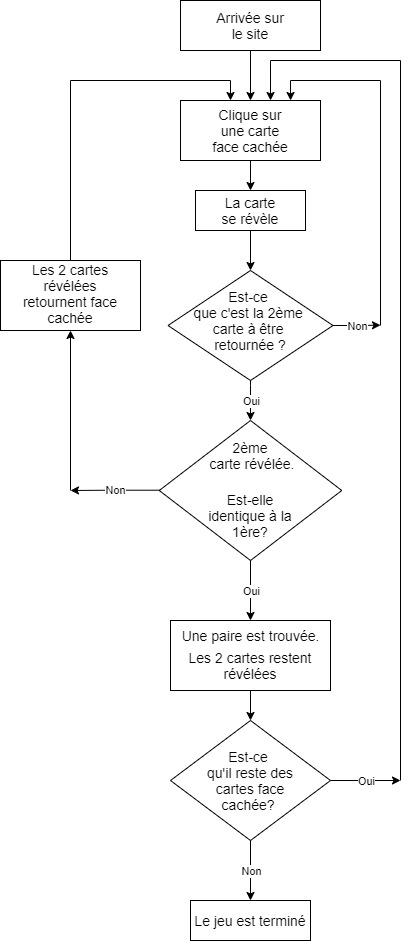 Arrivée sur
le site
Clique sur
une carte
face cachée
La carte
se révèle
Les 2 cartes
révélées
retournent face
cachée
Est-ce
que c'est la 2ème
carte à être
retournée ?
Non
Oui
2ème
carte révélée.
Est-elle
identique à la
1ère?
Non
Oui
Une paire est trouvée.
Les 2 cartes restent
révélées
Est-ce
qu'il reste des
cartes face
cachée?
Oui
Non
Le jeu est terminé